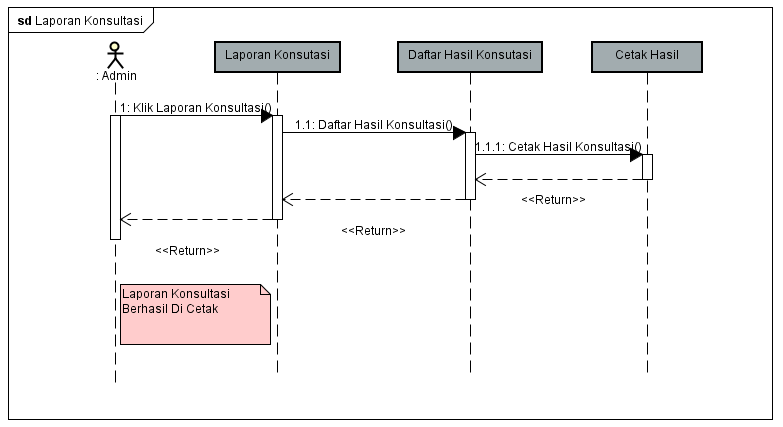 sd Laporan Konsultasi
: Admin
Laporan Konsutasi
Daftar Hasil Konsutasi
Cetak Hasil
1: Klik Laporan Konsultasi()
1.1: Daftar Hasil Konsultasi()
1.1.1: Cetak Hasil Konsultasi()
<<Return>>
<<Return>>
<<Return>>
Laporan Konsultasi
Berhasil Di Cetak